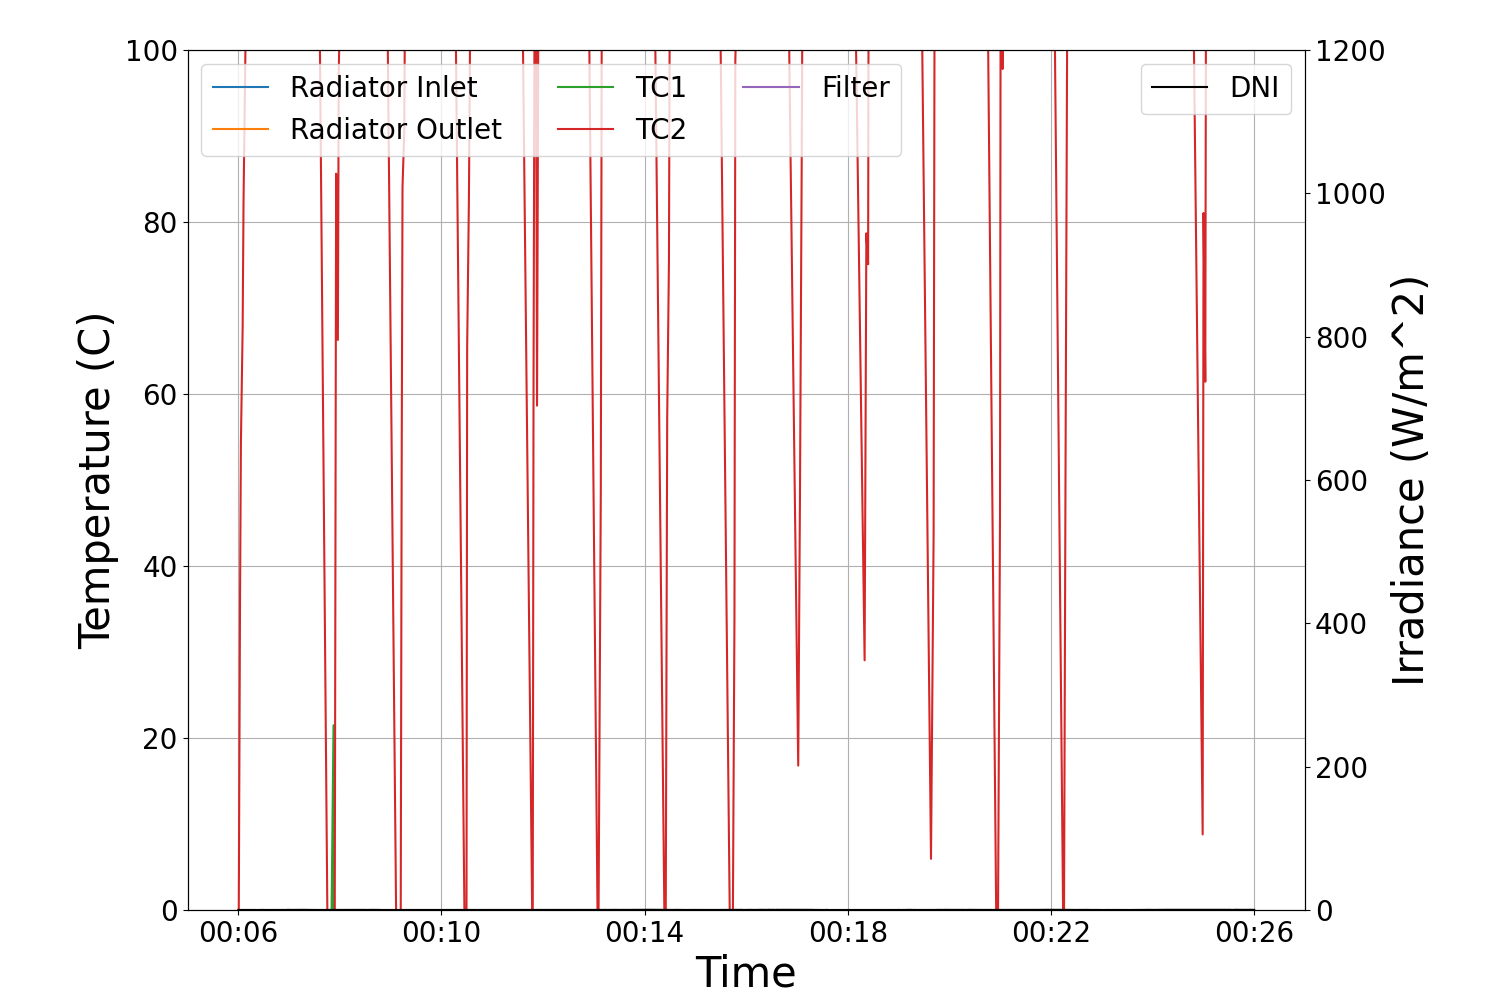 100
80
60
40
20
0
Temperature (C)
Radiator Inlet
Radiator Outlet
TC1
TC2
Filter
DNI
1200
1000
800
600
400
200
0
Irradiance (W/m^2)
00:06 00:10 00:14 00:18 00:22 00:26
Time